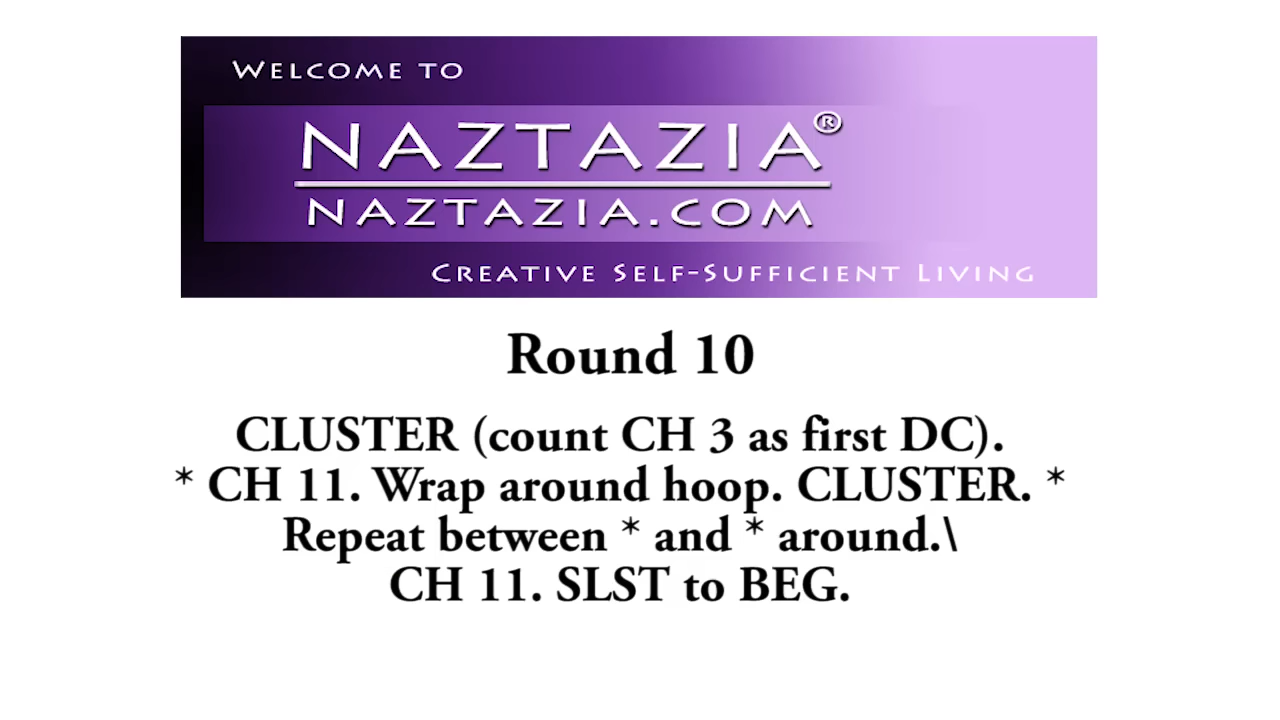 WELCOME TO
NAZTAZIA®
NAZTAZIA.COM
CREATIVE SELF-SUFFICIENT LIVING
Round 10
CLUSTER (count CH 3 as first DC).
* CH 11. Wrap around hoop. CLUSTER. *
Repeat between * and * around.\
CH 11. SLST to BEG.